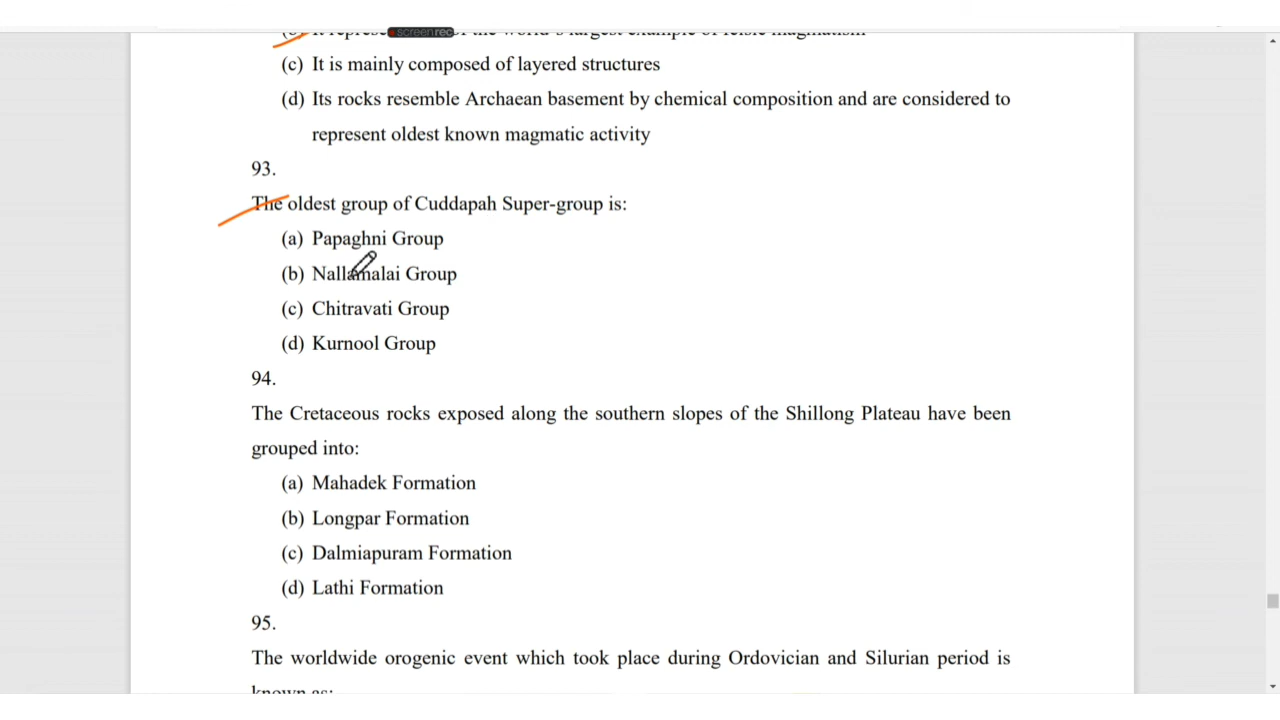 screenrec
(c) It is mainly composed of layered structures
(d) Its rocks resemble Archaean basement by chemical composition and are considered to
represent oldest known magmatic activity
93.
The oldest group of Cuddapah Super-group is:
(a) Papaghni Group
(b) Nallamalai Group
(c) Chitravati Group
(d) Kurnool Group
94.
The Cretaceous rocks exposed along the southern slopes of the Shillong Plateau have been
grouped into:
(a) Mahadek Formation
(b) Longpar Formation
(c) Dalmiapuram Formation
(d) Lathi Formation
95.
The worldwide orogenic event which took place during Ordovician and Silurian period is
known as: